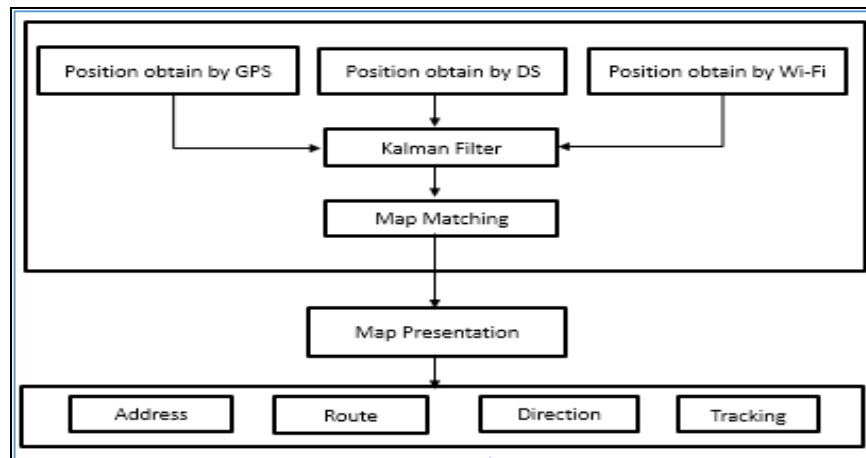 Position obtain by GPS
Position obtain by DS
Position obtain by Wi-Fi
Kalman Filter
Map Matching
Map Presentation
Address
Route
Direction
Tracking